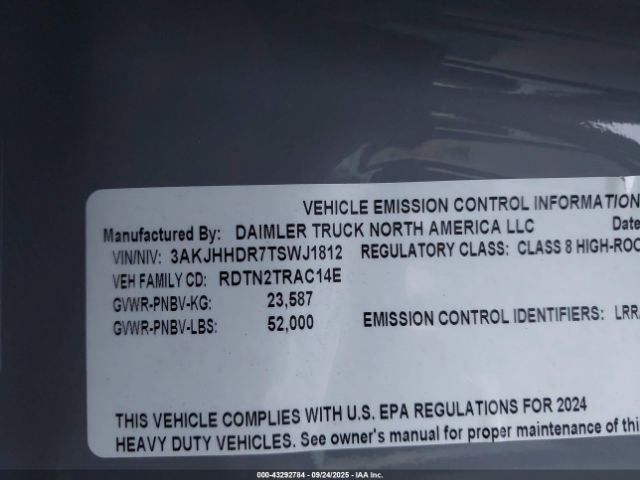 VEHICLE EMISSION CONTROL INFORMATION
Manufactured By: DAIMLER TRUCK NORTH AMERICA LLC Date
VIN/NIV: 3AKJHHDR7TSWJ1812 REGULATORY CLASS: CLASS 8 HIGH-ROO
VEH FAMILY CD: RDTN2TRAC14E
GVWR-PNBV-KG: 23,587
GVWR-PNBV-LBS: 52,000 EMISSION CONTROL IDENTIFIERS: LRR
THIS VEHICLE COMPLIES WITH U.S. EPA REGULATIONS FOR 2024
HEAVY DUTY VEHICLES. See owner's manual for proper maintenance of thi
000-43292784 - 09/24/2025 - IAA Inc.